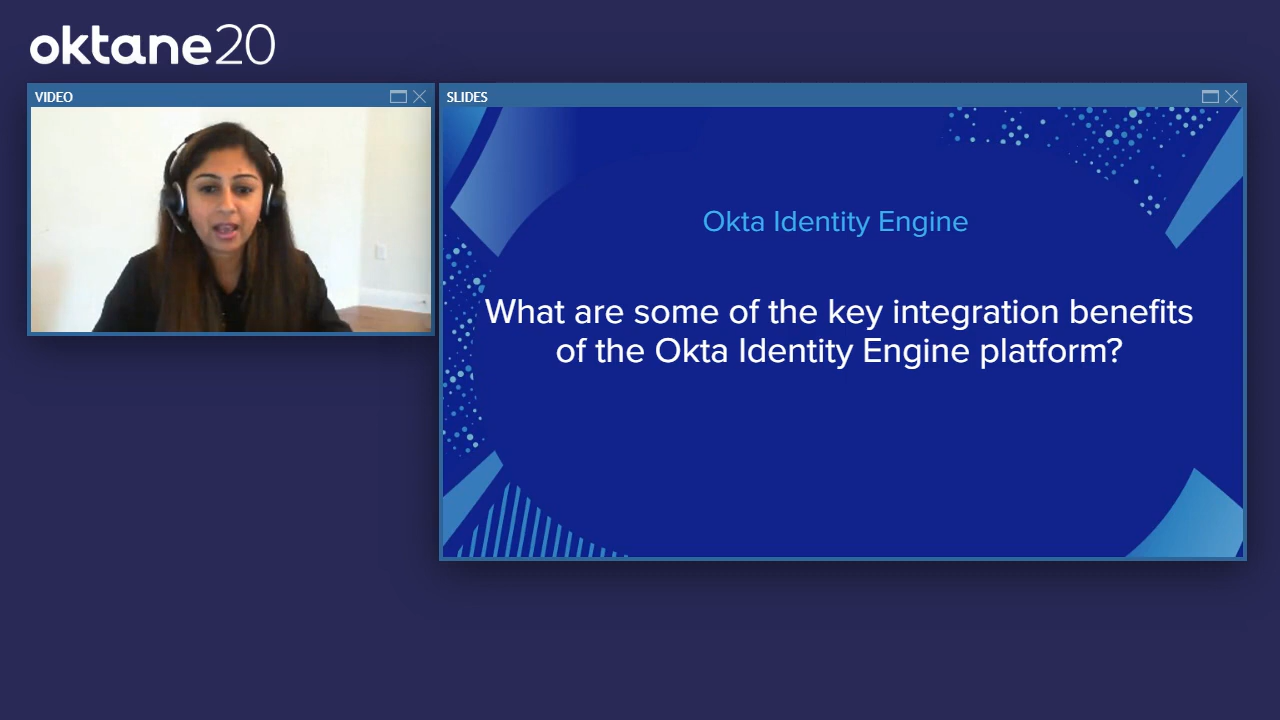 oktane20
VIDEO
SLIDES
Okta Identity Engine
What are some of the key integration benefits
of the Okta Identity Engine platform?